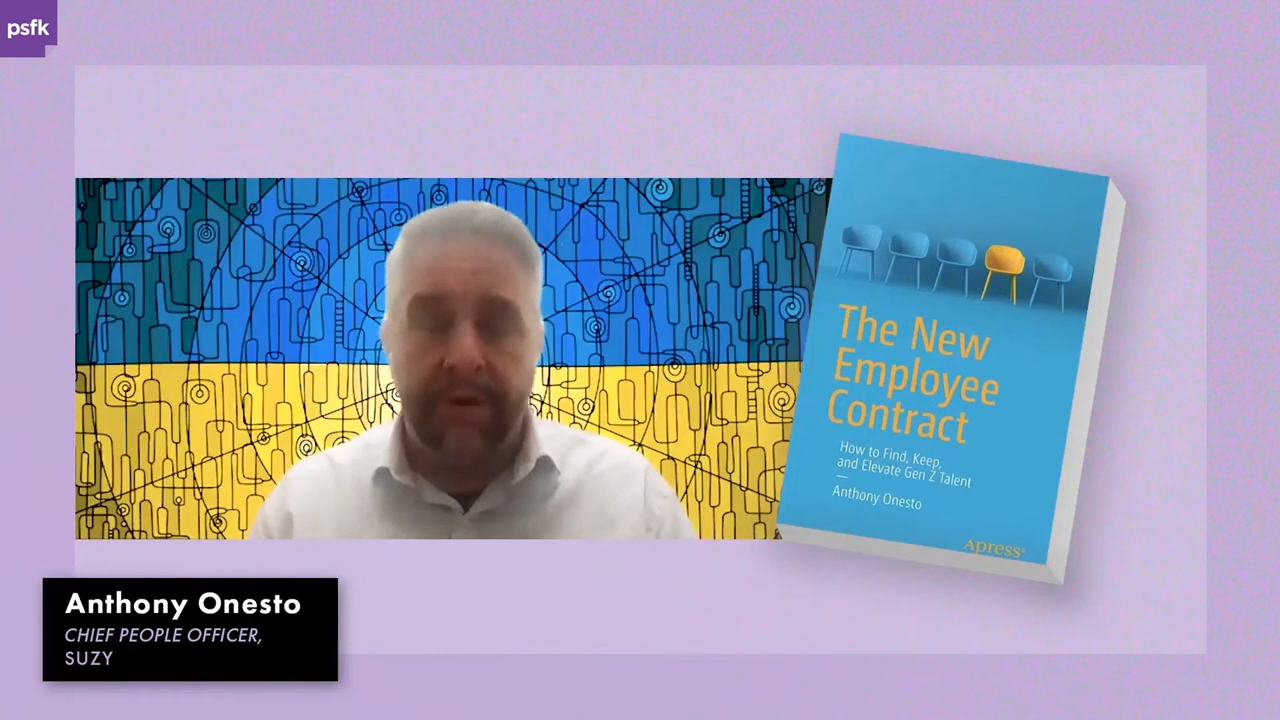 psfk
The New
Employee
Contract
How to Find, Keep,
and Elevate Gen Z Talent
Anthony Onesto
Apress®
Anthony Onesto
CHIEF PEOPLE OFFICER,
SUZY